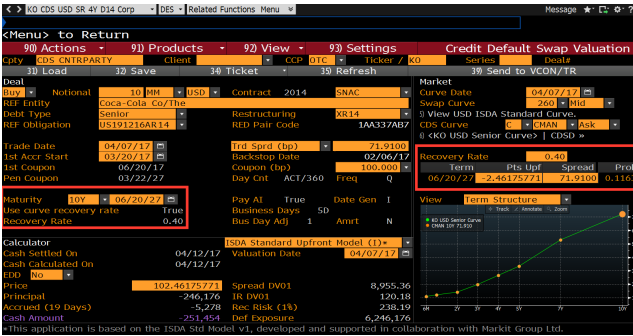 KO CDS USD SR 4Y D14 Corp DES Related Functions Menu Message
<Menu> to Return
90) Actions 91) Products 92) View 93) Settings Credit Default Swap Valuation
Cpty CDS CNTRPARTY Client CCP OTC Ticker / KO Series Deal#
31) Load 32) Save 34) Ticket 35) Refresh 39) Send to VCON/TR
Deal Market
Buy Notional 10 MM USD Contract 2014 SNAC Curve Date 04/07/17
REF Entity Coca-Cola Co/The Swap Curve 260 Mid
Debt Type Senior Restructuring XR14 View USD ISDA Standard Curve.
REF Obligation US191216AR14 RED Pair Code 1AA337AB7 CDS Curve C CMAN Ask
<KO USD Senior Curve> | CDSD »
Trade Date 04/07/17 Trd Sprd (bp) 71.9100
1st Accr Start 03/20/17 Backstop Date 02/06/17 Recovery Rate 0.40
1st Coupon 06/20/17 Coupon (bp) 100.000 Term Pts Upf Spread Prob
Pen Coupon 03/22/27 Day Cnt ACT/360 Freq Q 06/20/27 -2.46175771 71.9100
Maturity 10Y 06/20/27 Pay AI True Date Gen I View Term Structure
Use curve recovery rate True Business Days 5D Track Annotate Zoom
Recovery Rate 0.40 Bus Day Adj 1 Amrt N KO USD Senior Curve
CMAN 10Y 71.910
Calculator ISDA Standard Upfront Model (I)*
Cash Settled On 04/12/17 Valuation Date 04/07/17
Cash Calculated On 04/12/17
EDD No
Price 102.46175771 Spread DV01 8,955.36
Principal -246,176 IR DV01 120.18
Accrued (19 Days) -5,278 Rec Risk (1%) 238.19
Cash Amount -251,454 Def Exposure 6,246,176
6M 2Y 3Y 4Y 5Y 7Y 10Y
*This application is based on the ISDA Std Model v1, developed and supported in collaboration with Markit Group Ltd.